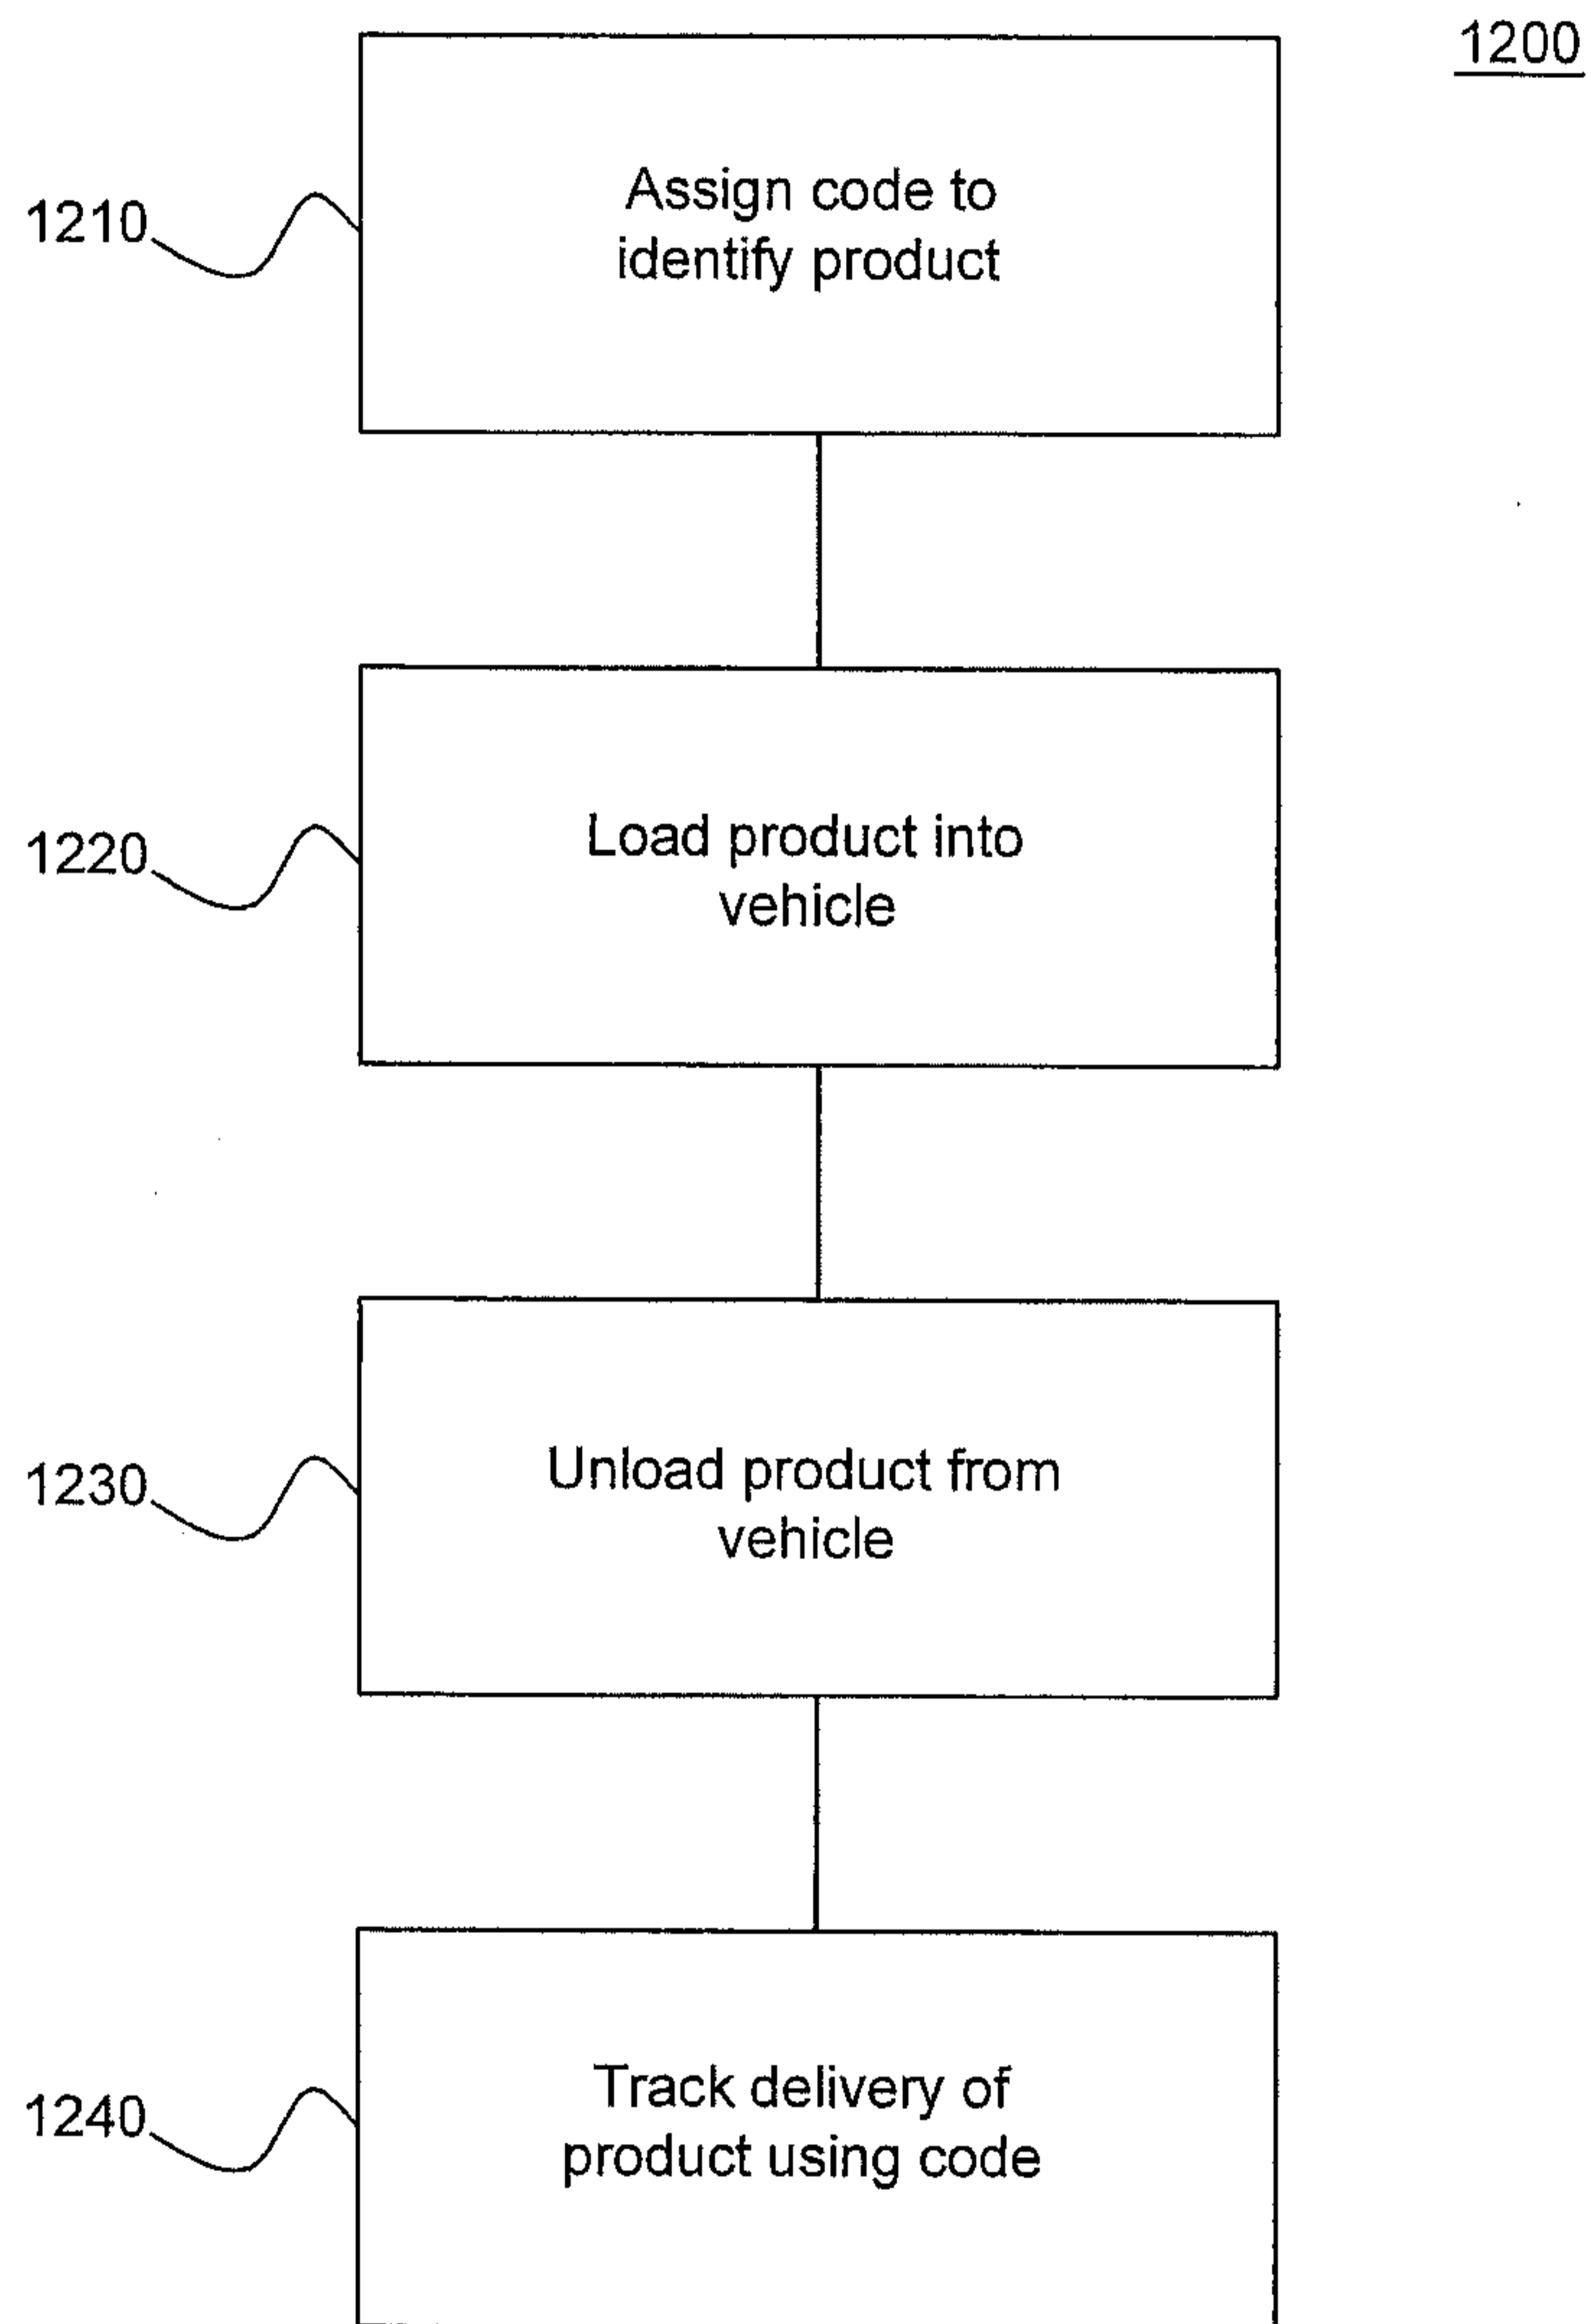 1200
1210
Assign code to
identify product
1220
Load product into
vehicle
1230
Unload product from
vehicle
1240
Track delivery of
product using code